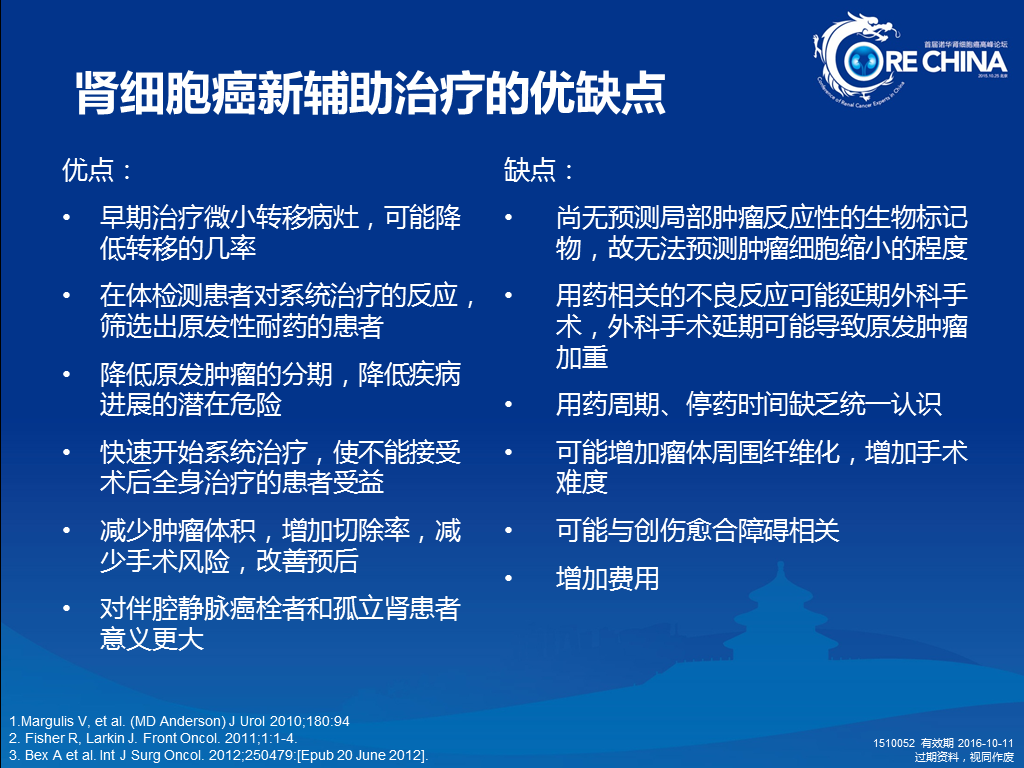 首届诺华肾细胞癌高峰论坛
CORE CHINA
2015.10.25 北京
Conference of Renal Cancer Experts in China
肾细胞癌新辅助治疗的优缺点
优点：
• 早期治疗微小转移病灶，可能降
低转移的几率
• 在体检测患者对系统治疗的反应，
筛选出原发性耐药的患者
• 降低原发肿瘤的分期，降低疾病
进展的潜在危险
• 快速开始系统治疗，使不能接受
术后全身治疗的患者受益
• 减少肿瘤体积，增加切除率，减
少手术风险，改善预后
• 对伴腔静脉癌栓者和孤立肾患者
意义更大
缺点：
• 尚无预测局部肿瘤反应性的生物标记
物，故无法预测肿瘤细胞缩小的程度
• 用药相关的不良反应可能延期外科手
术，外科手术延期可能导致原发肿瘤
加重
• 用药周期、停药时间缺乏统一认识
• 可能增加瘤体周围纤维化，增加手术
难度
• 可能与创伤愈合障碍相关
• 增加费用
1.Margulis V, et al. (MD Anderson) J Urol 2010;180:94
2. Fisher R, Larkin J. Front Oncol. 2011;1:1-4.
3. Bex A et al. Int J Surg Oncol. 2012;250479:[Epub 20 June 2012].
1510052 有效期 2016-10-11
过期资料，视同作废